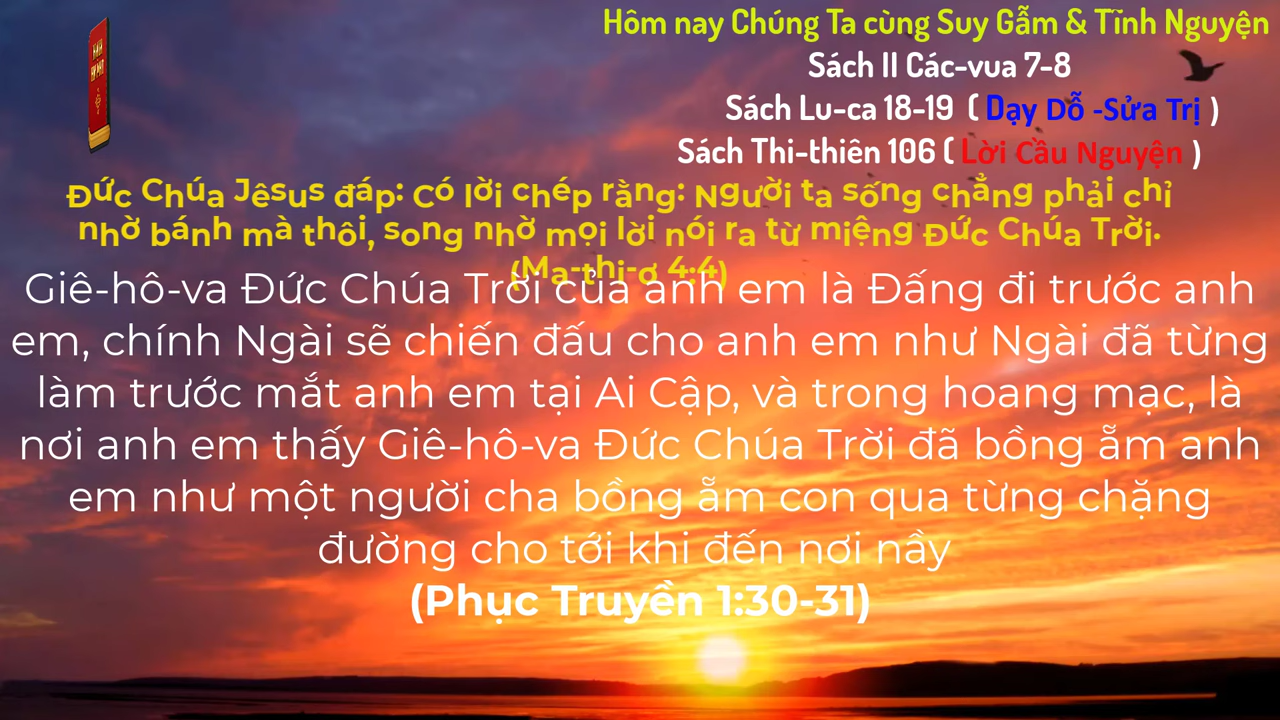 Hôm nay Chúng Ta cùng Suy Gẫm & Tĩnh Nguyện
Sách II Các-vua 7-8
Sách Lu-ca 18-19 ( Dạy Dỗ -Sửa Trị )
Sách Thi-thiên 106 ( Lời Cầu Nguyện )
Đức Chúa Jêsus đáp: Có lời chép rằng: Người ta sống chẳng phải chỉ
nhờ bánh mà thôi, song nhờ mọi lời nói ra từ miệng Đức Chúa Trời.
(Ma-thi-ơ 4:4)
Giê-hô-va Đức Chúa Trời của anh em là Đấng đi trước anh
em, chính Ngài sẽ chiến đấu cho anh em như Ngài đã từng
làm trước mắt anh em tại Ai Cập, và trong hoang mạc, là
nơi anh em thấy Giê-hô-va Đức Chúa Trời đã bồng ẵm anh
em như một người cha bồng ẵm con qua từng chặng
đường cho tới khi đến nơi nầy
(Phục Truyền 1:30-31)